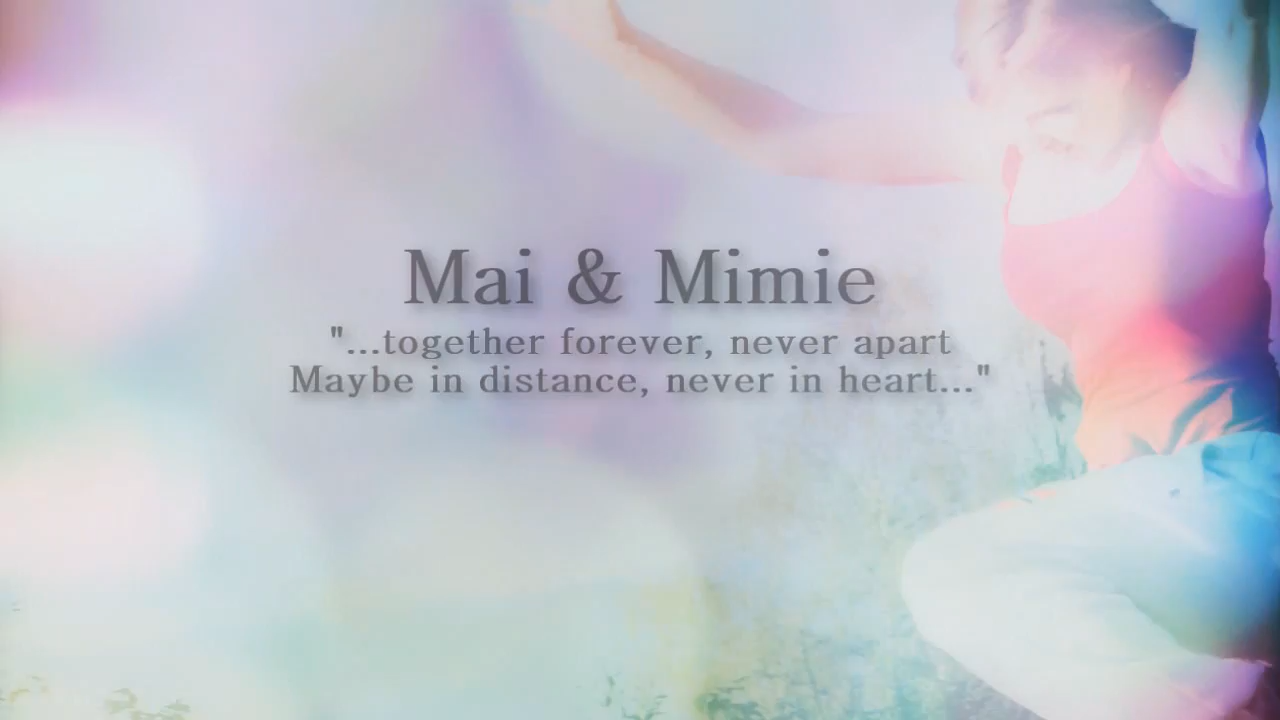 Mai & Mimie
"...together forever, never apart
Maybe in distance, never in heart..."